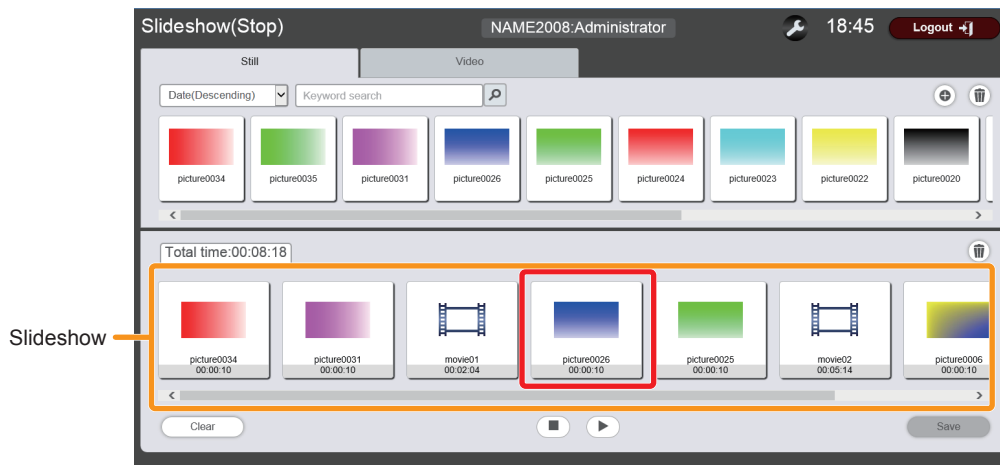 Slideshow(Stop)
NAME2008:Administrator
18:45
Logout
Still
Video
Date(Descending)
Keyword search
picture0034
picture0035
picture0031
picture0026
picture0025
picture0024
picture0023
picture0022
picture0020
Total time:00:08:18
Slideshow
picture0034
00:00:10
picture0031
00:00:10
movie01
00:02:04
picture0026
00:00:10
picture0025
00:00:10
movie02
00:05:14
picture0006
00:00:10
Clear
Save